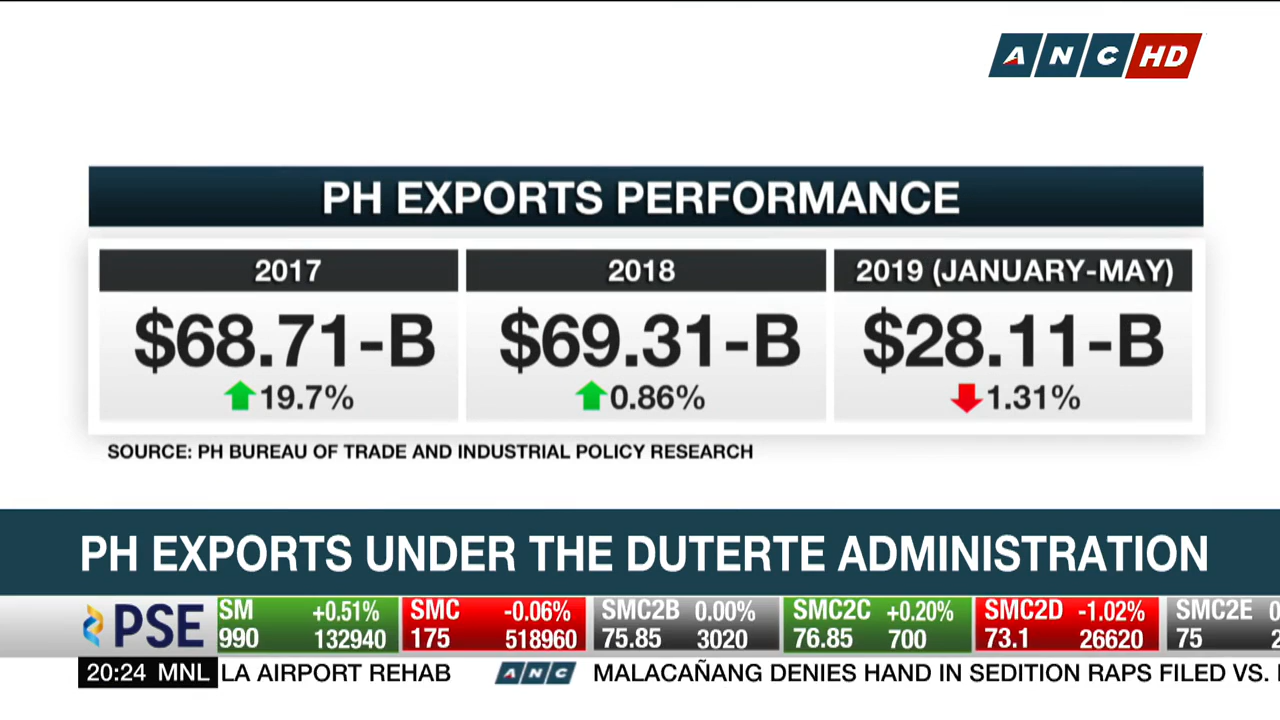 ANC HD
PH EXPORTS PERFORMANCE
2017
$68.71-B
19.7%
2018
$69.31-B
0.86%
2019 (JANUARY-MAY)
$28.11-B
1.31%
SOURCE: PH BUREAU OF TRADE AND INDUSTRIAL POLICY RESEARCH
PH EXPORTS UNDER THE DUTERTE ADMINISTRATION
PSE
SM +0.51%
990 132940
SMC -0.06%
175 518960
SMC2B 0.00%
75.85 3020
SMC2C +0.20%
76.85 700
SMC2D -1.02%
73.1 26620
SMC2E
75
20:24 MNL LA AIRPORT REHAB ANC MALACAÑANG DENIES HAND IN SEDITION RAPS FILED VS.